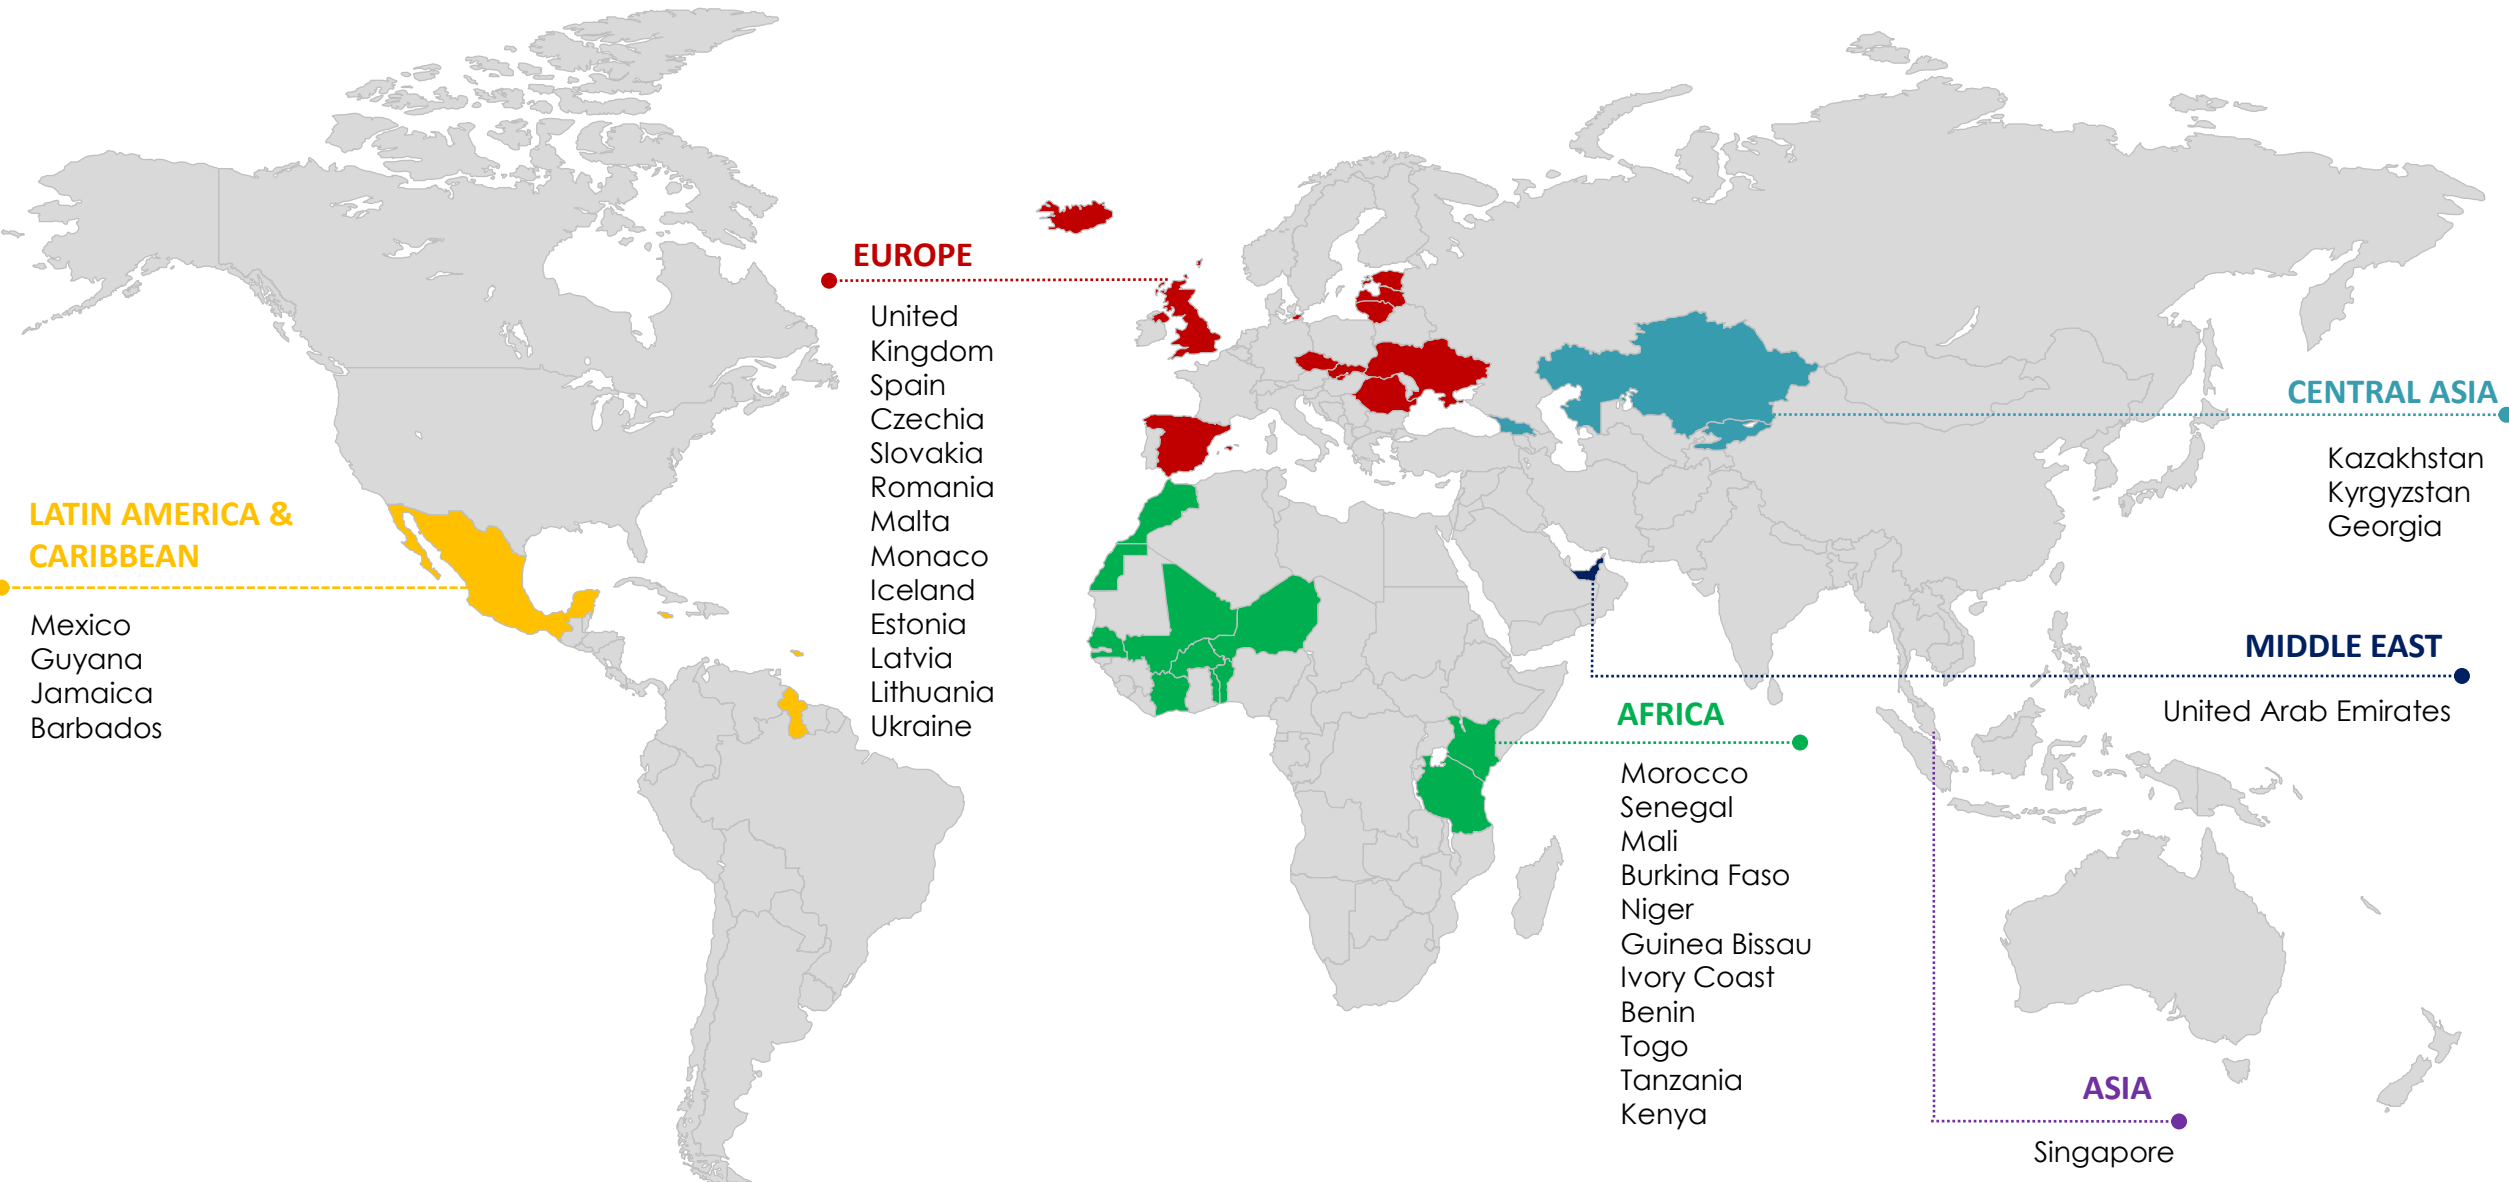 EUROPE
United
Kingdom
Spain
Czechia
Slovakia
Romania
Malta
Monaco
Iceland
Estonia
Latvia
Lithuania
Ukraine
CENTRAL ASIA
Kazakhstan
Kyrgyzstan
Georgia
LATIN AMERICA &
CARIBBEAN
Mexico
Guyana
Jamaica
Barbados
MIDDLE EAST
United Arab Emirates
AFRICA
Morocco
Senegal
Mali
Burkina Faso
Niger
Guinea Bissau
Ivory Coast
Benin
Togo
Tanzania
Kenya
ASIA
Singapore